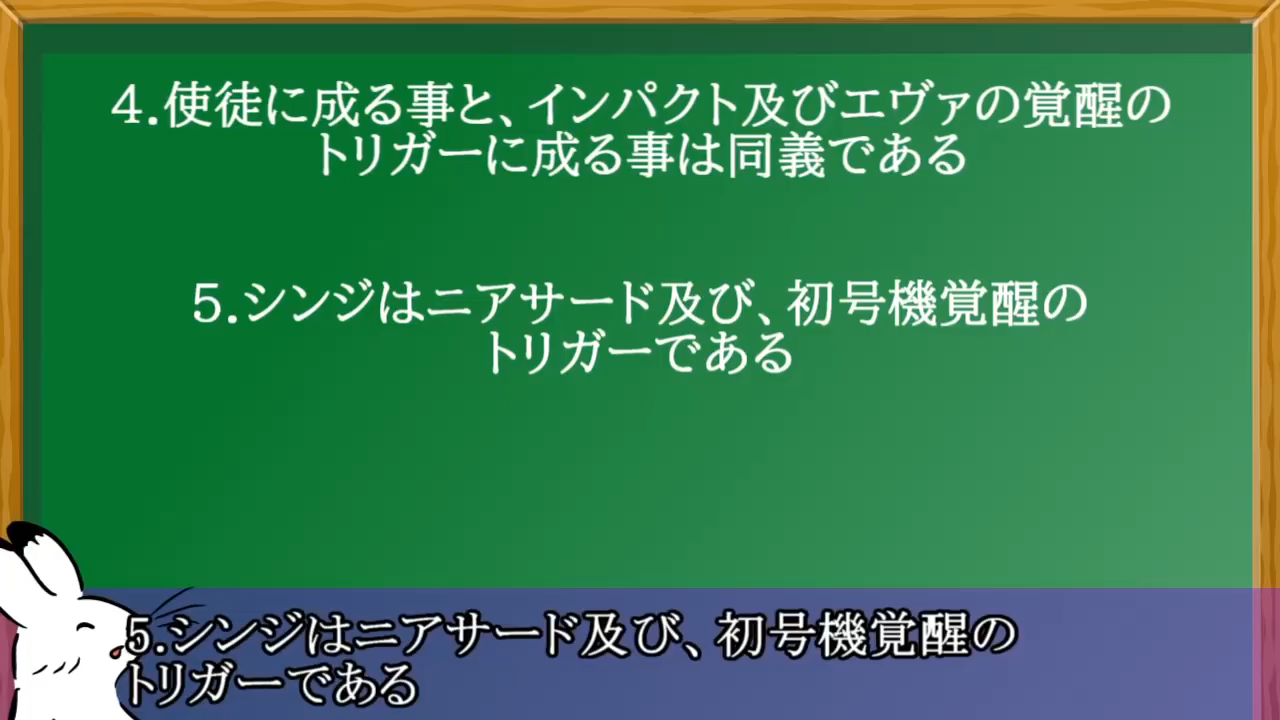 ４.使徒に成る事と、インパクト及びエヴァの覚醒の
トリガーに成る事は同義である
５.シンジはニアサード及び、初号機覚醒の
トリガーである
５.シンジはニアサード及び、初号機覚醒の
トリガーである